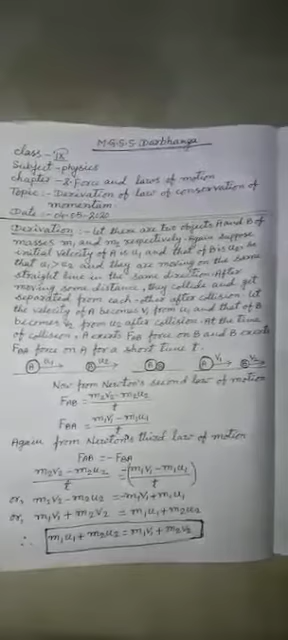 M.G.S.S Darbhanga
class - IX
Subject - physics
chapter - 8. Force and laws of motion
Topic :- Derivation of law of conservation of
momentum
Date :- 04-05-2120
Derivation :- Let there are two objects A and B of
masses m₁ and m₂ respectively. Again suppose
initial velocity of A is u₁ and that of B is u₂. So
that u₁ > u₂ and they are moving on the same
straight line in the same direction. After
moving some distance, they collide and get
separated from each-other after collision. Let
the velocity of A becomes V₁ from u₁ and that of B
becomes v₂ from u₂ after collision. At the time
of collision, A exerts FAB force on B and B exerts
FBA force on A for a short time t.
A u₁ B u₂ A B A V₁ B V₂
Now from Newton's second law of motion
FAB = m₂v₂ - m₂u₂ / t
FBA = m₁v₁ - m₁u₁ / t
Again from Newton's third law of motion
FAB = - FBA
m₂v₂ - m₂u₂ / t = - (m₁v₁ - m₁u₁ / t)
or, m₂v₂ - m₂u₂ = - m₁v₁ + m₁u₁
or, m₁v₁ + m₂v₂ = m₁u₁ + m₂u₂
∴ m₁u₁ + m₂u₂ = m₁v₁ + m₂v₂